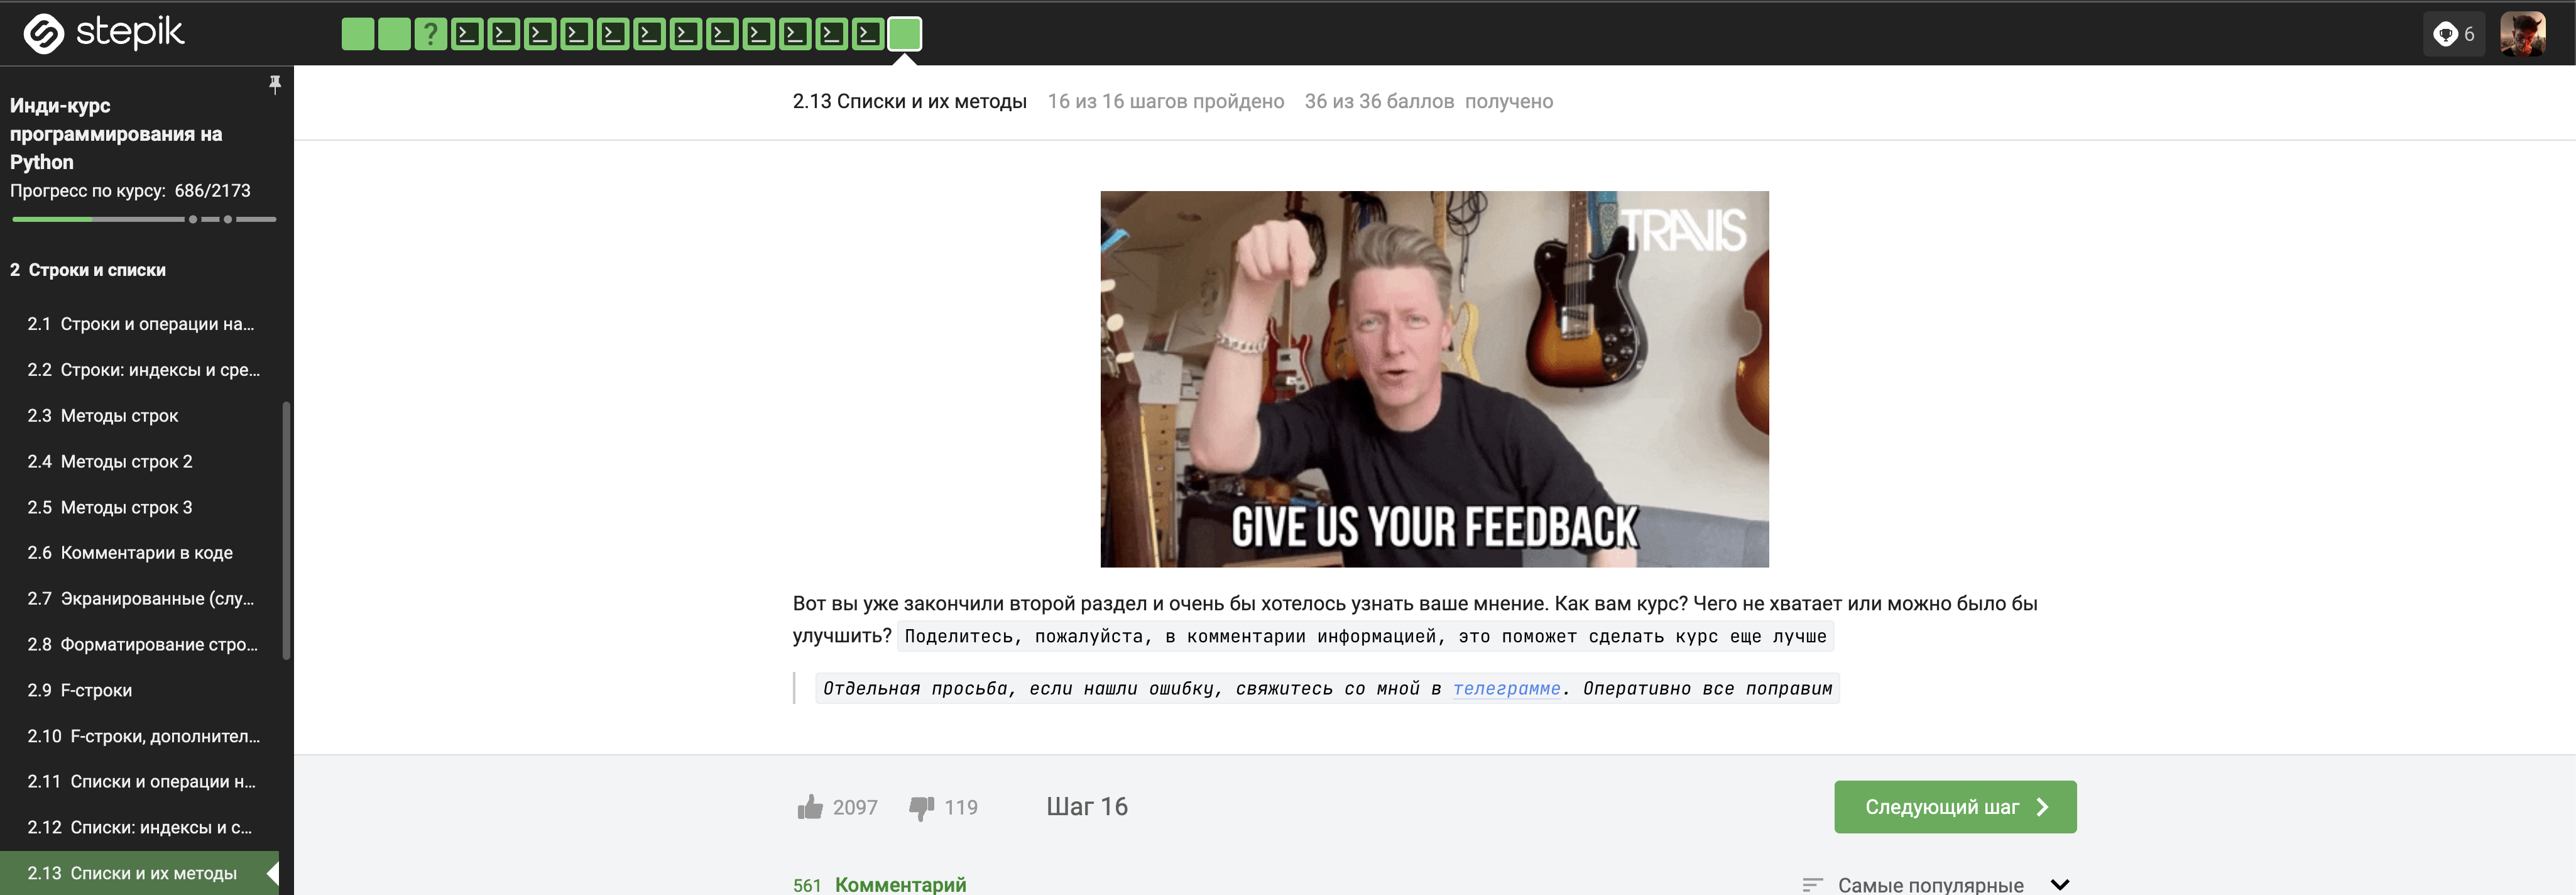 stepik
?
6
Инди-курс
программирования на
Python
Прогресс по курсу: 686/2173
2 Строки и списки
2.1 Строки и операции на...
2.2 Строки: индексы и сре...
2.3 Методы строк
2.4 Методы строк 2
2.5 Методы строк 3
2.6 Комментарии в коде
2.7 Экранированные (слу...
2.8 Форматирование стро...
2.9 F-строки
2.10 F-строки, дополнител...
2.11 Списки и операции н...
2.12 Списки: индексы и с...
2.13 Списки и их методы
2.13 Списки и их методы 16 из 16 шагов пройдено 36 из 36 баллов получено
TRAVIS
GIVE US YOUR FEEDBACK
Вот вы уже закончили второй раздел и очень бы хотелось узнать ваше мнение. Как вам курс? Чего не хватает или можно было бы
улучшить? Поделитесь, пожалуйста, в комментарии информацией, это поможет сделать курс еще лучше
Отдельная просьба, если нашли ошибку, свяжитесь со мной в телеграмме. Оперативно все поправим
2097 119 Шаг 16 Следующий шаг
561 Комментарий Самые популярные